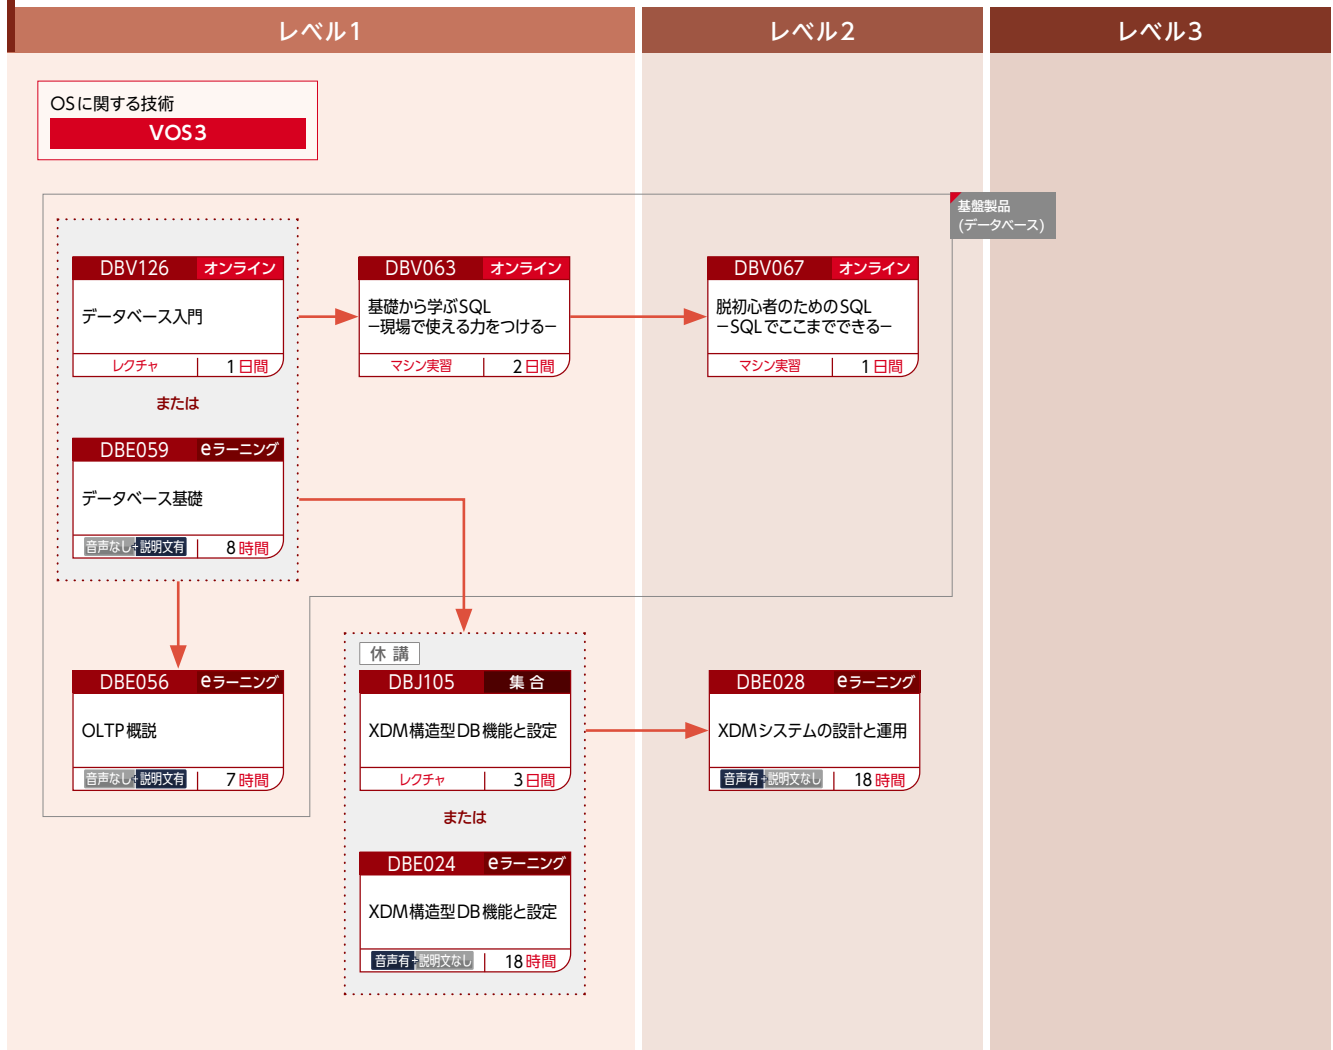 レベル1
レベル2
レベル3
OSに関する技術
VOS3
基盤製品
(データベース)
DBV126 オンライン
データベース入門
レクチャ 1日間
DBV063 オンライン
基礎から学ぶSQL
−現場で使える力をつける−
マシン実習 2日間
DBV067 オンライン
脱初心者のためのSQL
−SQLでここまでできる−
マシン実習 1日間
または
DBE059 eラーニング
データベース基礎
音声なし+説明文有 8時間
休講
DBE056 eラーニング
OLTP概説
音声なし+説明文有 7時間
DBJ105 集合
XDM構造型DB機能と設定
レクチャ 3日間
DBE028 eラーニング
XDMシステムの設計と運用
音声有+説明文なし 18時間
または
DBE024 eラーニング
XDM構造型DB機能と設定
音声有+説明文なし 18時間